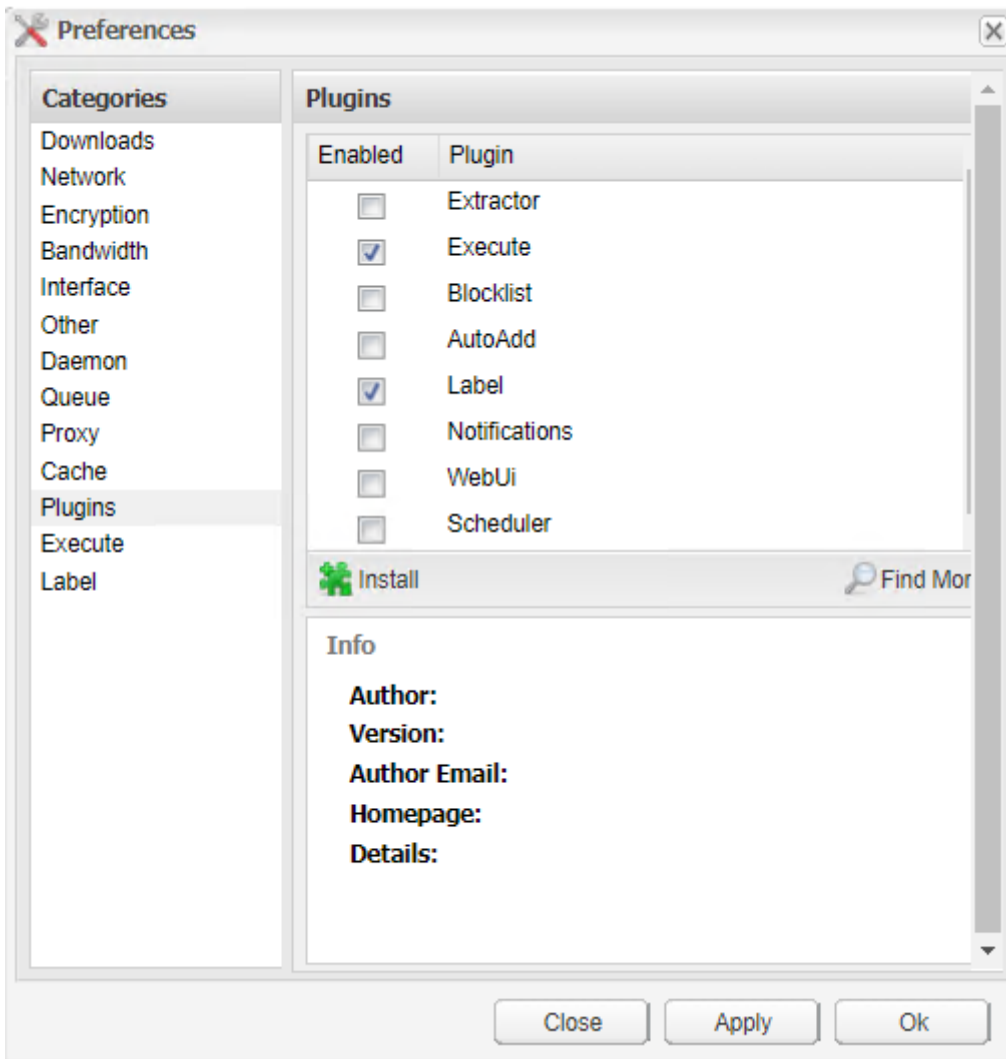 Preferences
Categories
Downloads
Network
Encryption
Bandwidth
Interface
Other
Daemon
Queue
Proxy
Cache
Plugins
Execute
Label
Plugins
Enabled Plugin
Extractor
Execute
Blocklist
AutoAdd
Label
Notifications
WebUi
Scheduler
Install Find Mor
Info
Author:
Version:
Author Email:
Homepage:
Details:
Close Apply Ok